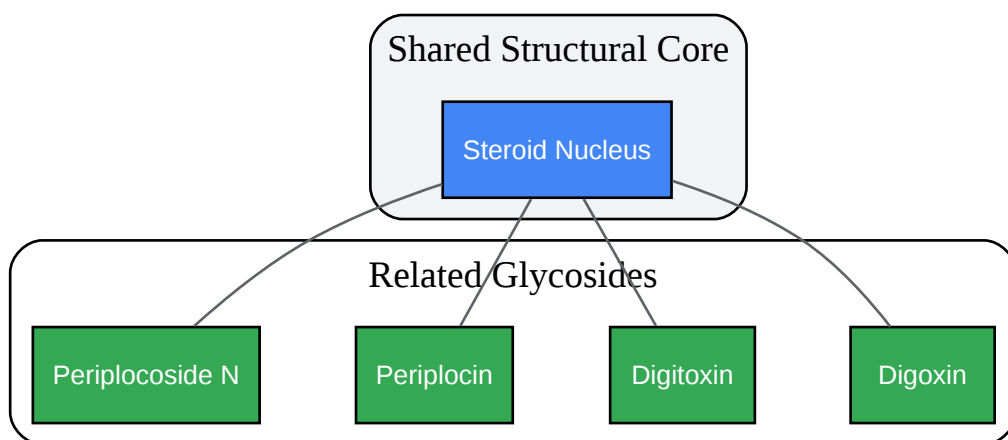 Shared Structural Core
Steroid Nucleus
Related Glycosides
Periplocoside N
Periplocin
Digitoxin
Digoxin